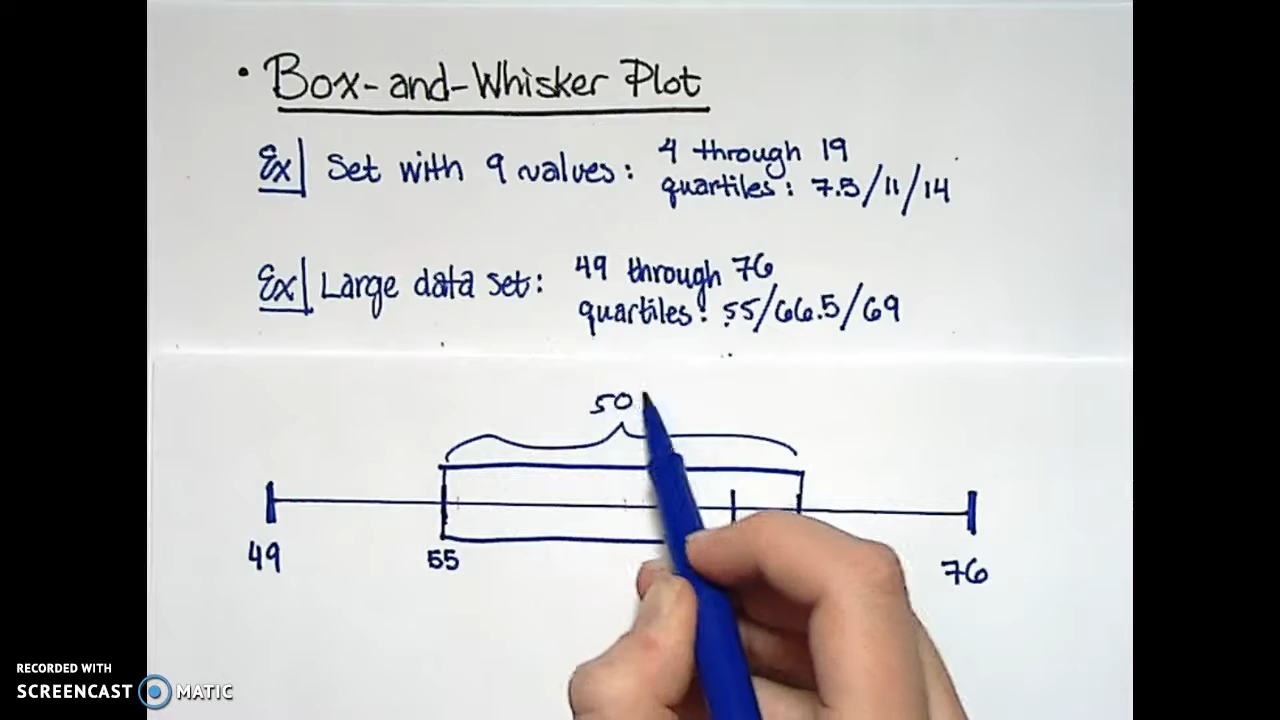 • Box-and-Whisker Plot
Ex| Set with 9 values: 4 through 19
quartiles: 7.5/11/14
Ex| Large data set: 49 through 76
quartiles: 55/66.5/69
50
49 55 76
RECORDED WITH
SCREENCAST MATIC